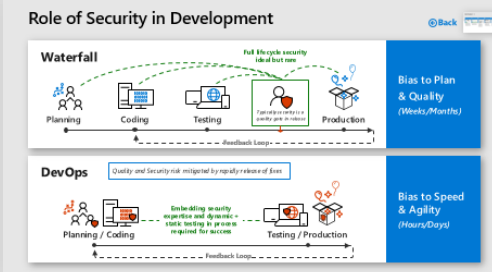 Role of Security in Development
Back
Waterfall
Full lifecycle security
ideal but rare
Typically security is a
quality gate in release
Planning
Coding
Testing
Production
Feedback Loop
Bias to Plan
& Quality
(Weeks/Months)
DevOps
Quality and Security risk mitigated by rapidly release of fixes
Embedding security
expertise and dynamic +
static testing in process
required for success
Planning / Coding
Testing / Production
Feedback Loop
Bias to Speed
& Agility
(Hours/Days)